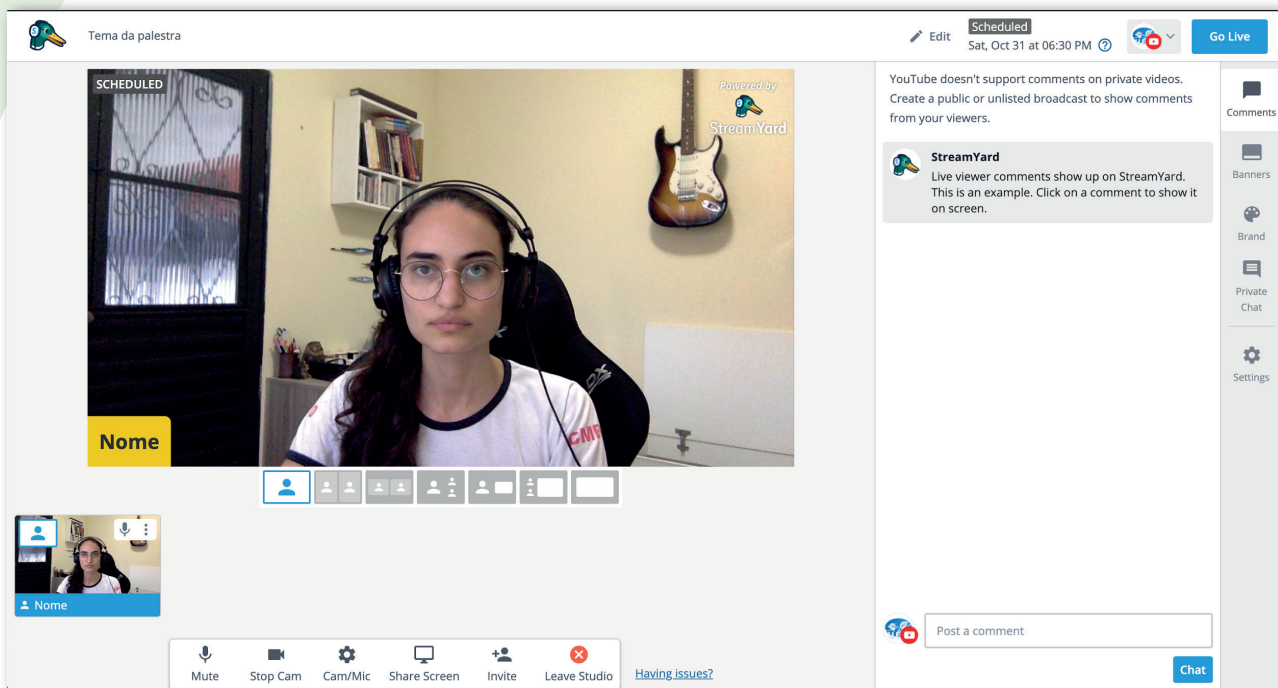 Tema da palestra
Edit
Scheduled
Sat, Oct 31 at 06:30 PM
Go Live
SCHEDULED
Powered by
StreamYard
Nome
YouTube doesn't support comments on private videos.
Create a public or unlisted broadcast to show comments
from your viewers.
StreamYard
Live viewer comments show up on StreamYard.
This is an example. Click on a comment to show it
on screen.
Comments
Banners
Brand
Private
Chat
Settings
Nome
Mute
Stop Cam
Cam/Mic
Share Screen
Invite
Leave Studio
Having issues?
Post a comment
Chat